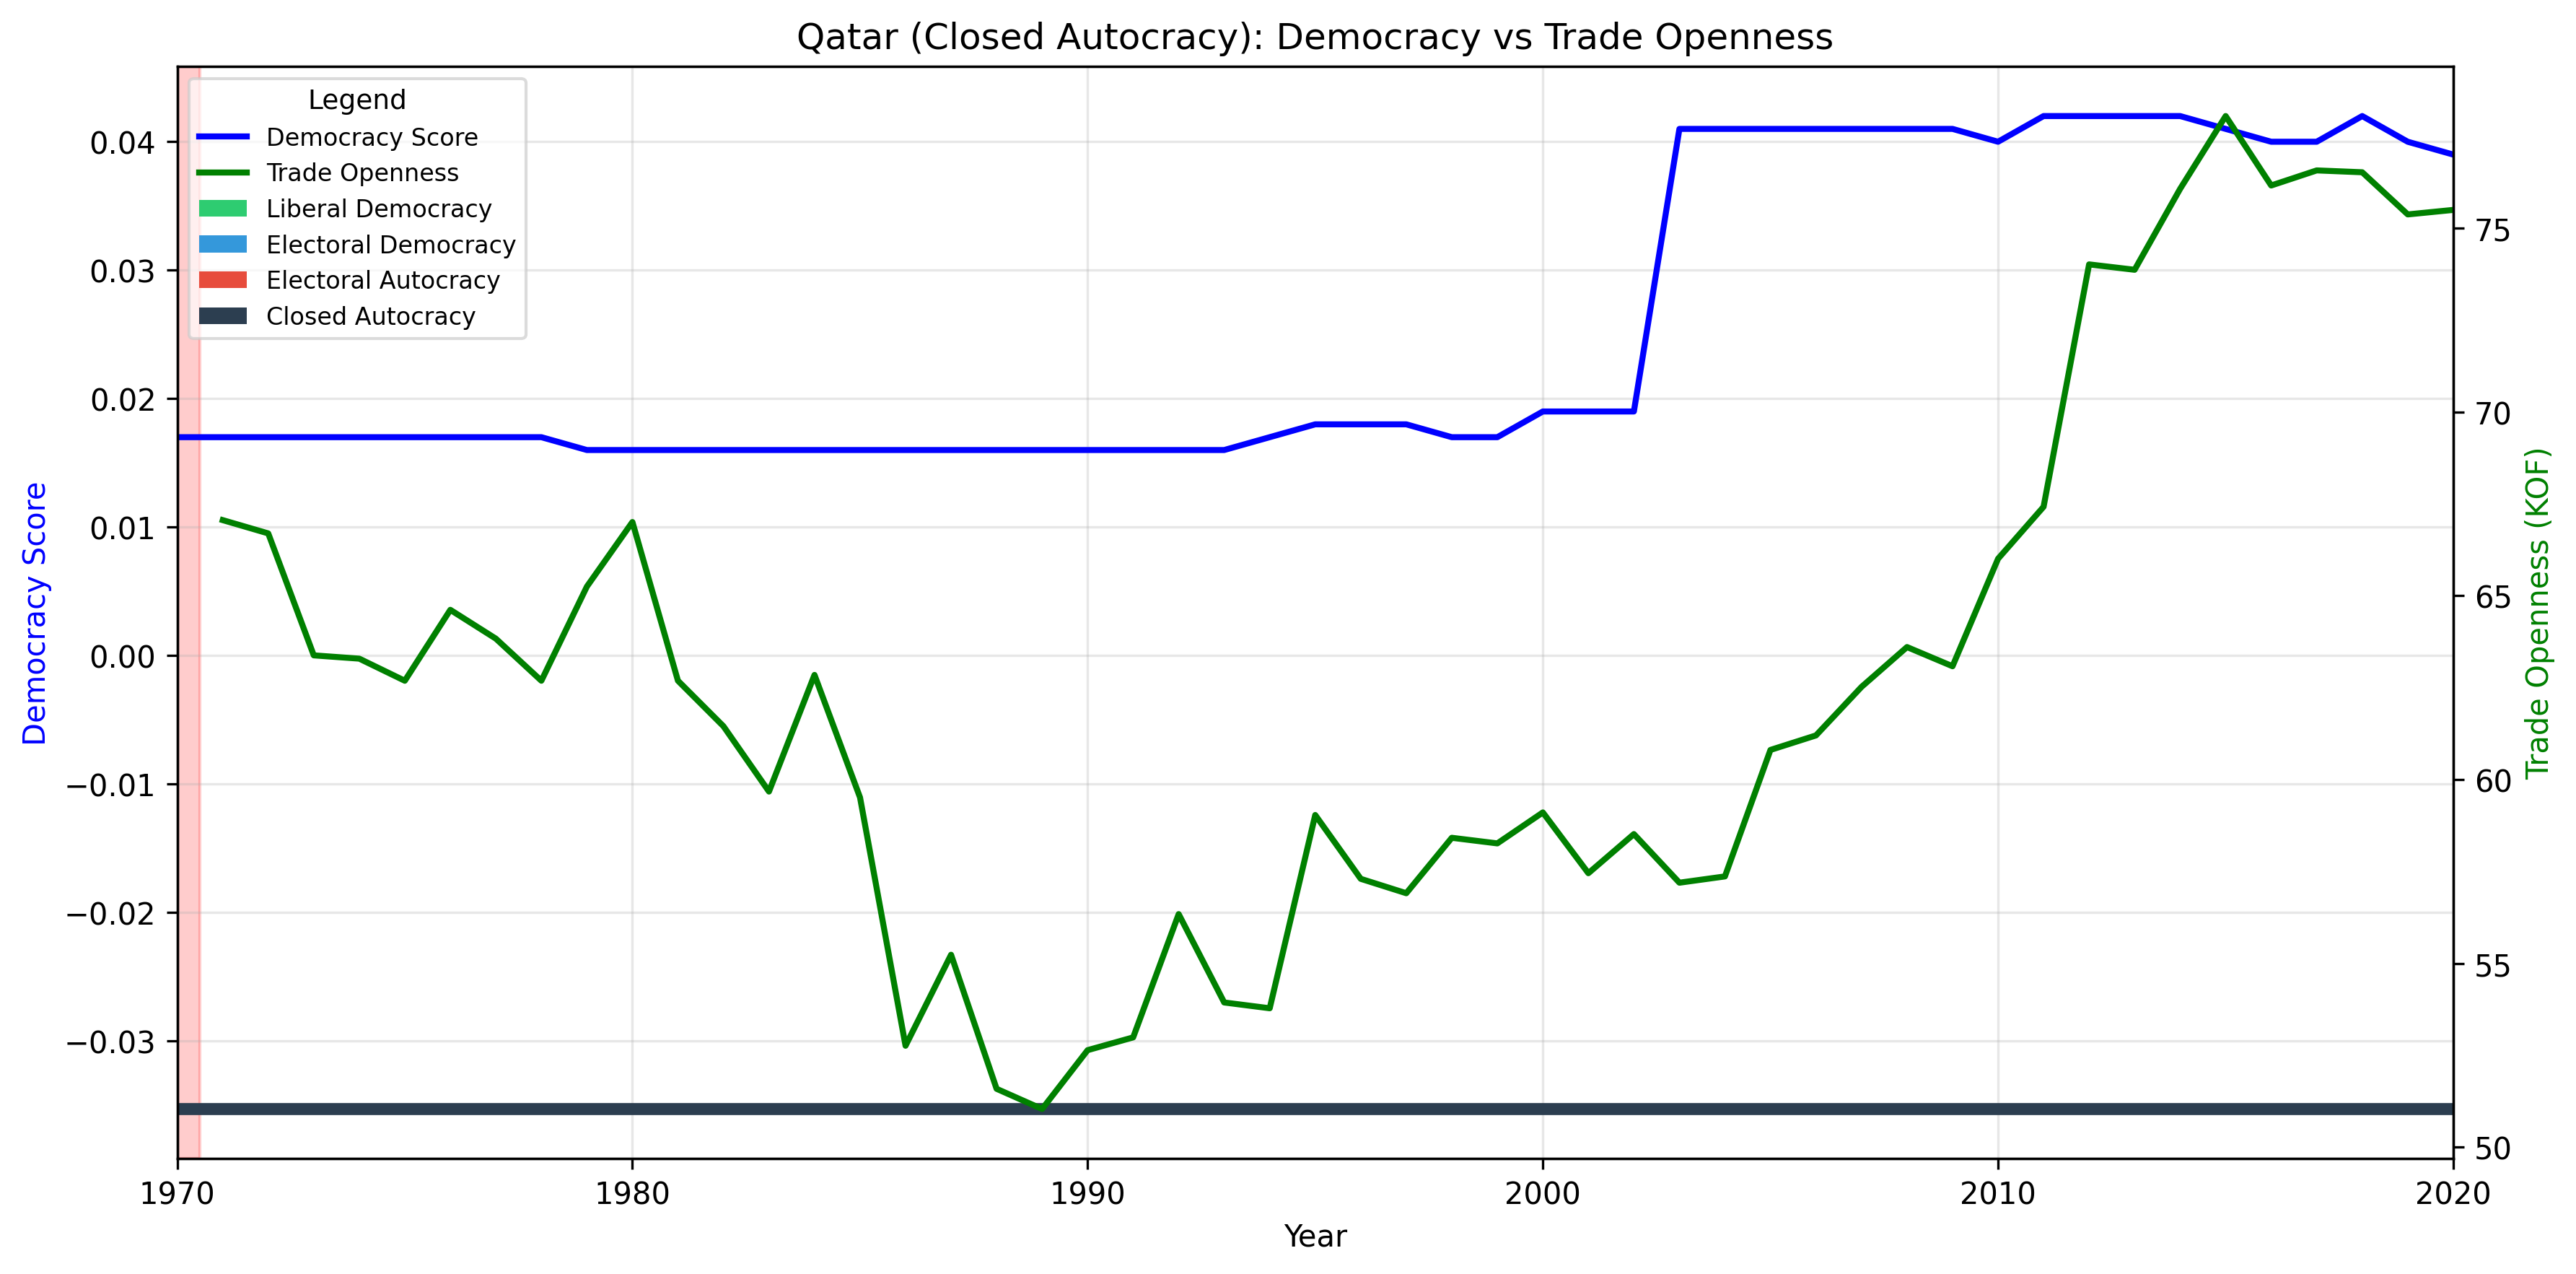 Qatar (Closed Autocracy): Democracy vs Trade Openness
Legend
Democracy Score
Trade Openness
Liberal Democracy
Electoral Democracy
Electoral Autocracy
Closed Autocracy
Democracy Score
0.04
0.03
0.02
0.01
0.00
−0.01
−0.02
−0.03
75
70
65
60
55
50
Trade Openness (KOF)
1970 1980 1990 2000 2010 2020
Year